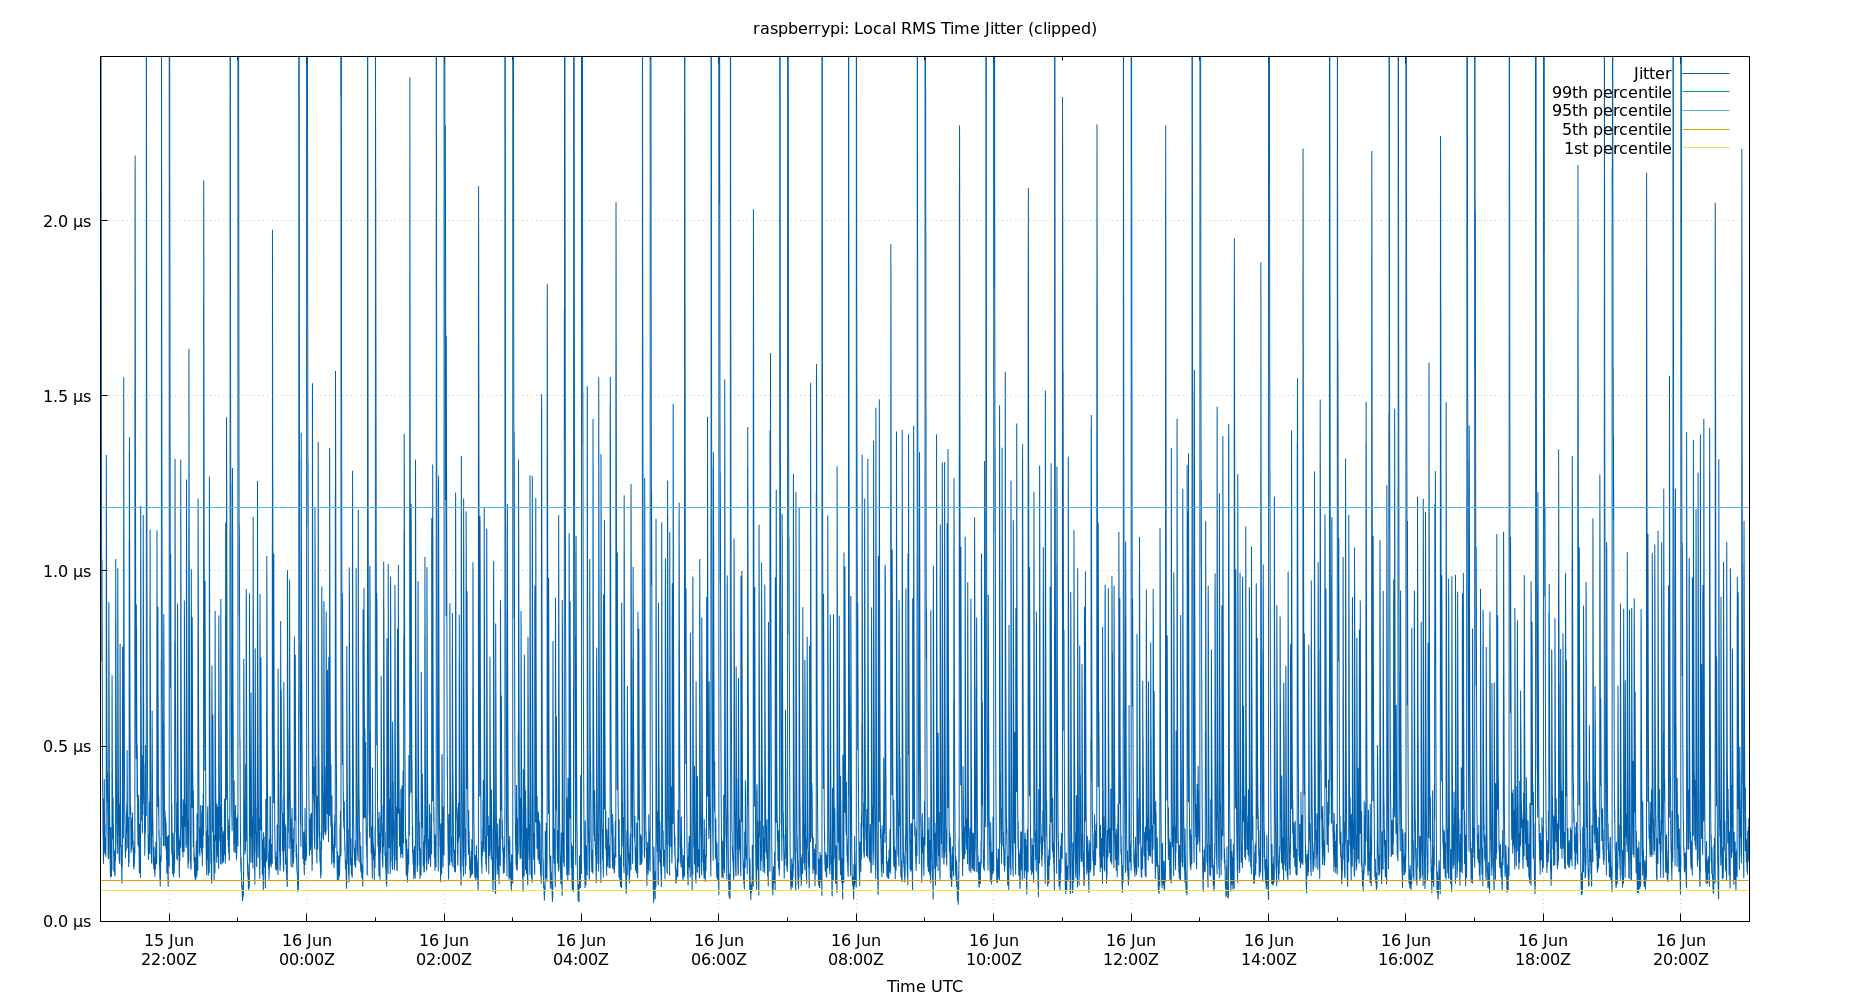 raspberrypi: Local RMS Time Jitter (clipped)
Jitter
99th percentile
95th percentile
5th percentile
1st percentile
2.0 µs
1.5 µs
1.0 µs
0.5 µs
0.0 µs
15 Jun 16 Jun 16 Jun 16 Jun 16 Jun 16 Jun 16 Jun 16 Jun 16 Jun 16 Jun 16 Jun 16 Jun
22:00Z 00:00Z 02:00Z 04:00Z 06:00Z 08:00Z 10:00Z 12:00Z 14:00Z 16:00Z 18:00Z 20:00Z
Time UTC